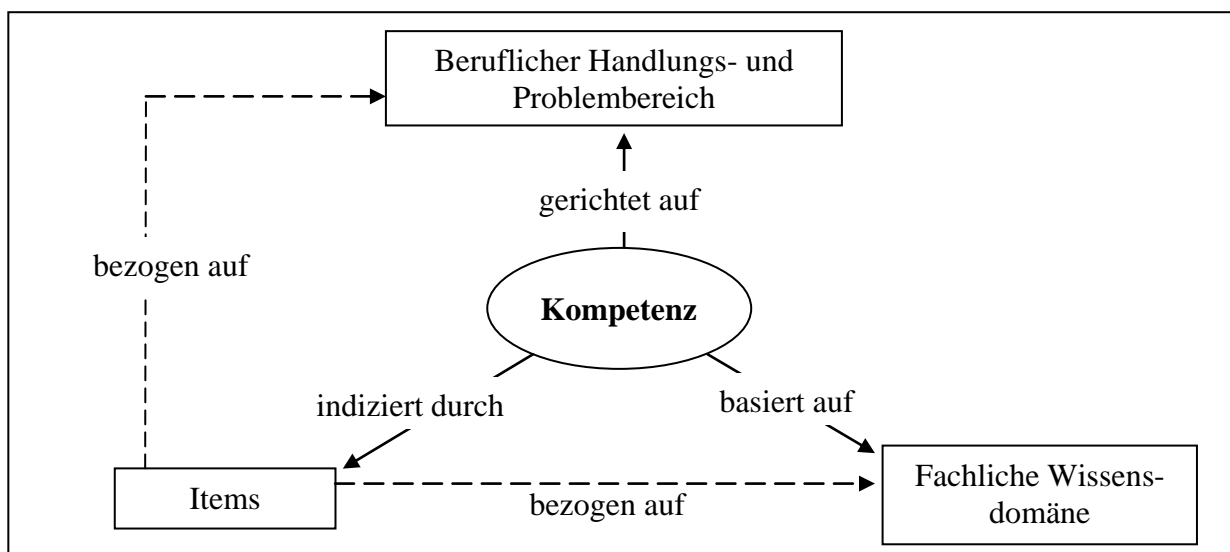 Beruflicher Handlungs- und
Problembereich
gerichtet auf
bezogen auf
Kompetenz
indiziert durch
basiert auf
Items
bezogen auf
Fachliche Wissens-
domäne